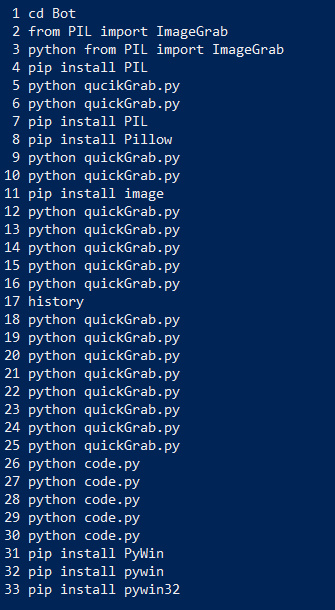 1 cd Bot
2 from PIL import ImageGrab
3 python from PIL import ImageGrab
4 pip install PIL
5 python qucikGrab.py
6 python quickGrab.py
7 pip install PIL
8 pip install Pillow
9 python quickGrab.py
10 python quickGrab.py
11 pip install image
12 python quickGrab.py
13 python quickGrab.py
14 python quickGrab.py
15 python quickGrab.py
16 python quickGrab.py
17 history
18 python quickGrab.py
19 python quickGrab.py
20 python quickGrab.py
21 python quickGrab.py
22 python quickGrab.py
23 python quickGrab.py
24 python quickGrab.py
25 python quickGrab.py
26 python code.py
27 python code.py
28 python code.py
29 python code.py
30 python code.py
31 pip install PyWin
32 pip install pywin
33 pip install pywin32